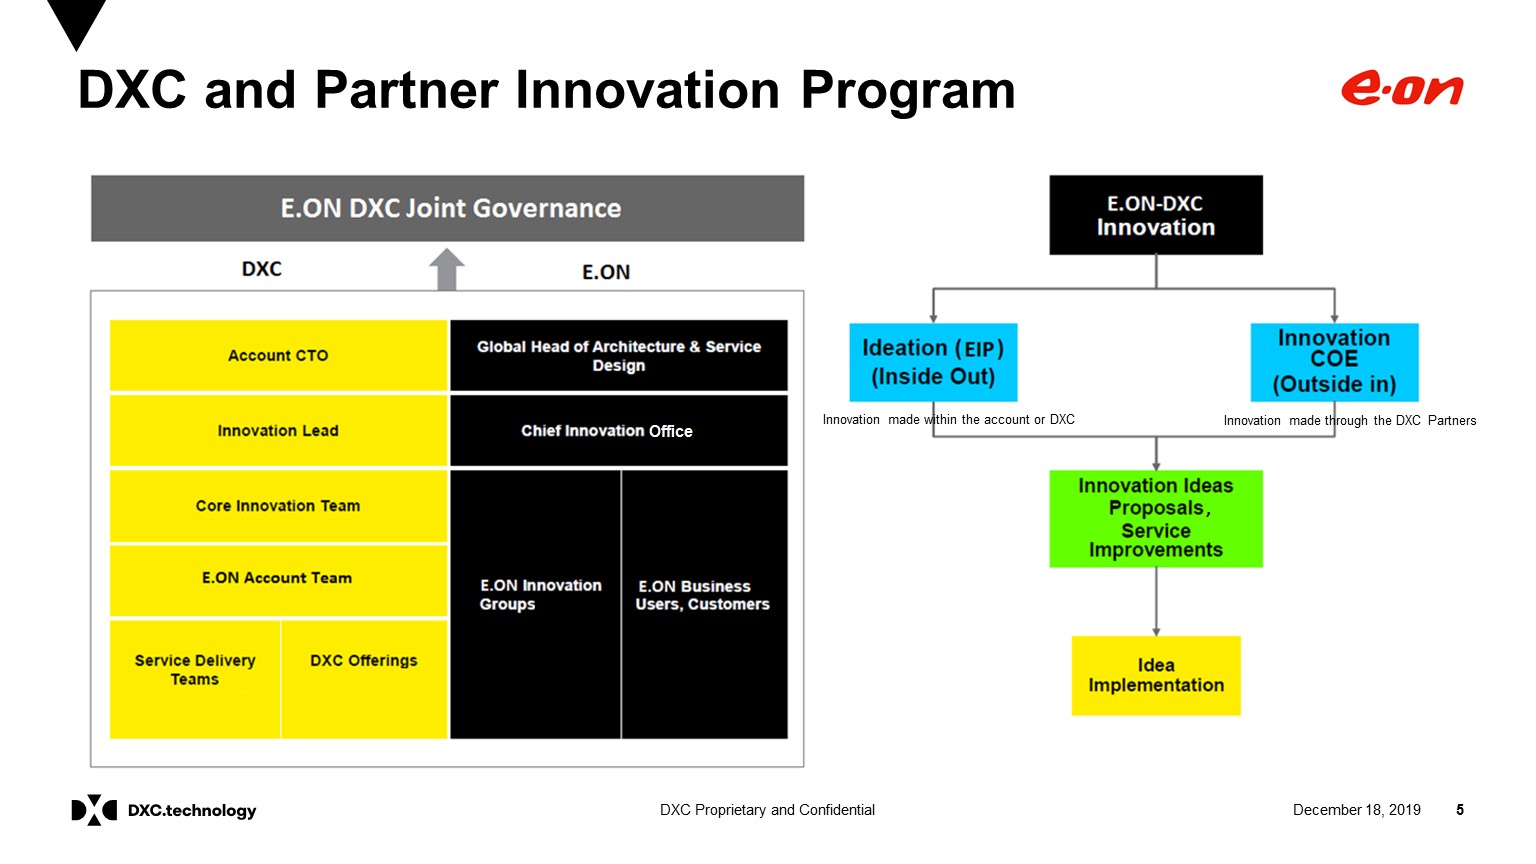 DXC and Partner Innovation Program
e·on
E.ON DXC Joint Governance
DXC
E.ON
Account CTO
Global Head of Architecture & Service
Design
Innovation Lead
Chief Innovation Office
Core Innovation Team
E.ON Account Team
Service Delivery
Teams
DXC Offerings
E.ON Innovation
Groups
E.ON Business
Users, Customers
E.ON-DXC
Innovation
Ideation (EIP)
(Inside Out)
Innovation made within the account or DXC
Innovation
COE
(Outside in)
Innovation made through the DXC Partners
Innovation Ideas
Proposals,
Service
Improvements
Idea
Implementation
DXC.technology
DXC Proprietary and Confidential
December 18, 2019
5